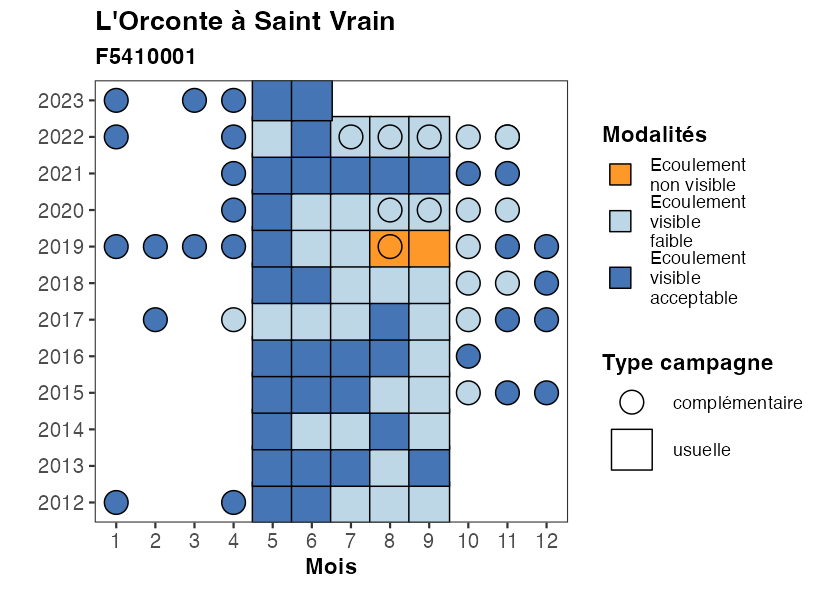 L'Orconte à Saint Vrain
F5410001
2023
2022
2021
2020
2019
2018
2017
2016
2015
2014
2013
2012
1 2 3 4 5 6 7 8 9 10 11 12
Mois
Modalités
Ecoulement
non visible
Ecoulement
visible
faible
Ecoulement
visible
acceptable
Type campagne
complémentaire
usuelle